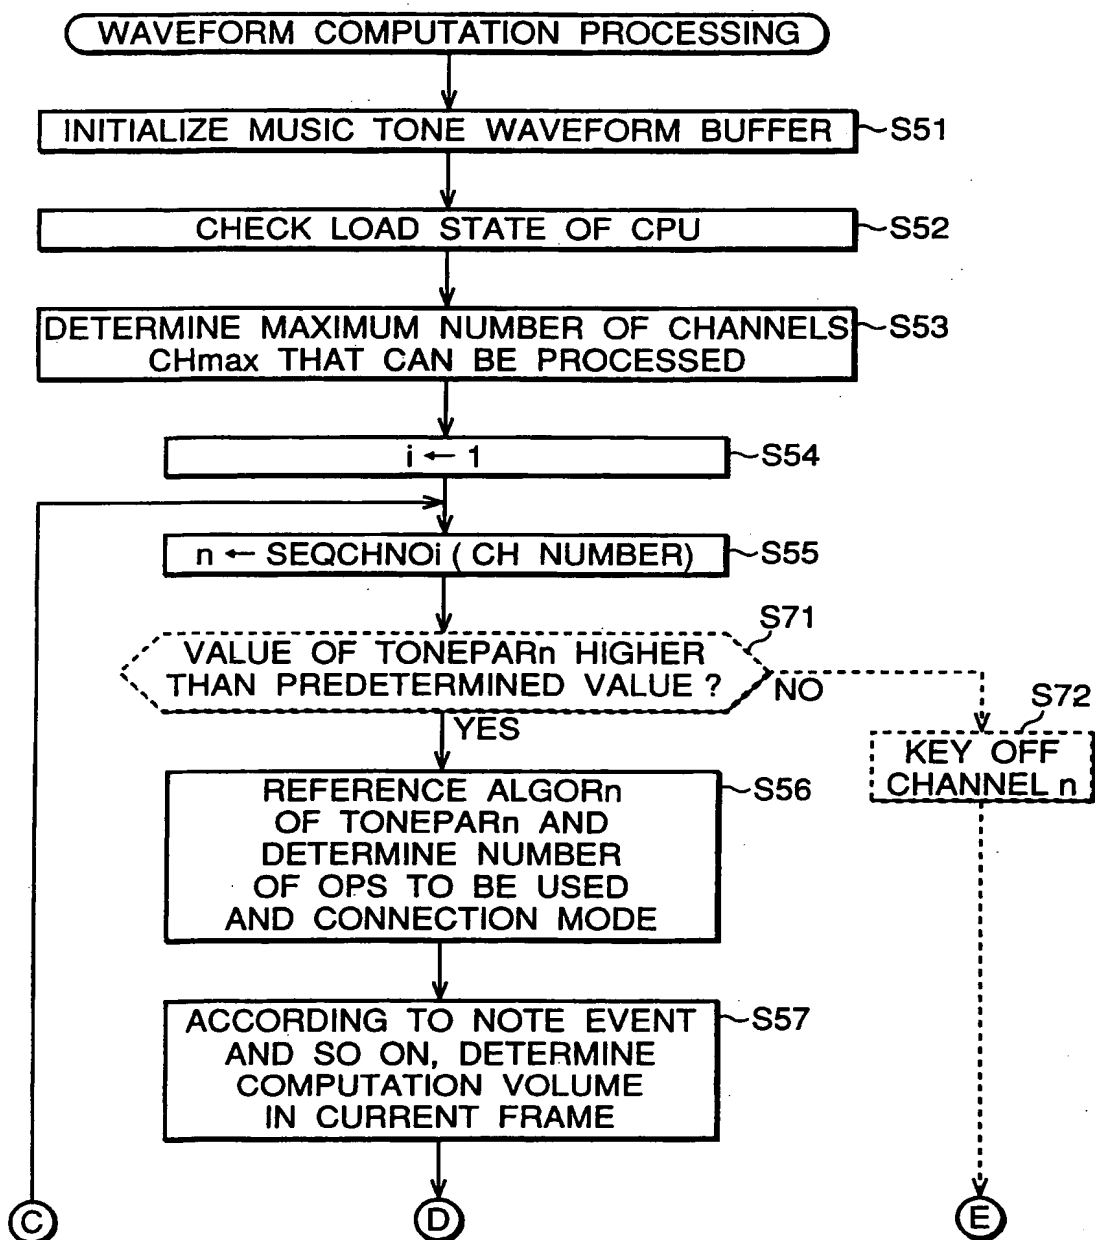 WAVEFORM COMPUTATION PROCESSING
INITIALIZE MUSIC TONE WAVEFORM BUFFER
S51
CHECK LOAD STATE OF CPU
S52
DETERMINE MAXIMUM NUMBER OF CHANNELS
CHmax THAT CAN BE PROCESSED
S53
i ← 1
S54
n ← SEQCHNOi ( CH NUMBER)
S55
S71
VALUE OF TONEPARn HIGHER
THAN PREDETERMINED VALUE ?
NO
YES
S72
KEY OFF
CHANNEL n
REFERENCE ALGORn
OF TONEPARn AND
DETERMINE NUMBER
OF OPS TO BE USED
AND CONNECTION MODE
S56
ACCORDING TO NOTE EVENT
AND SO ON, DETERMINE
COMPUTATION VOLUME
IN CURRENT FRAME
S57
C
D
E